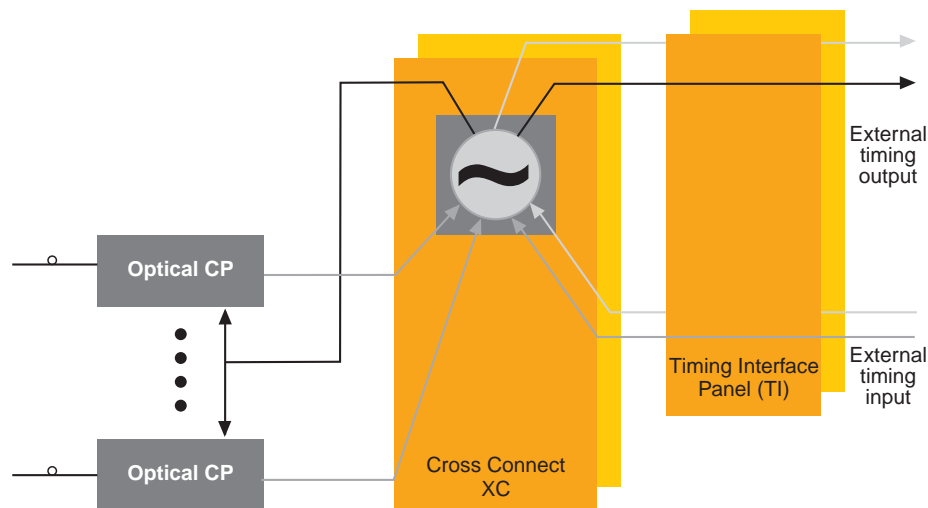 External
timing
output
Optical CP
Timing Interface
Panel (TI)
External
timing
input
Cross Connect
XC
Optical CP